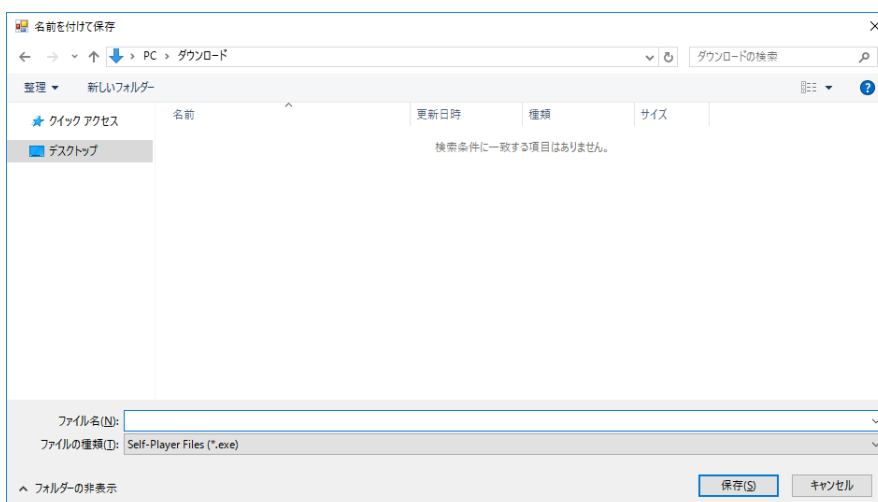 名前を付けて保存
PC › ダウンロード
ダウンロードの検索
整理 新しいフォルダー
クイック アクセス
デスクトップ
名前 更新日時 種類 サイズ
検索条件に一致する項目はありません。
ファイル名(N):
ファイルの種類(T): Self-Player Files (*.exe)
フォルダーの非表示
保存(S) キャンセル